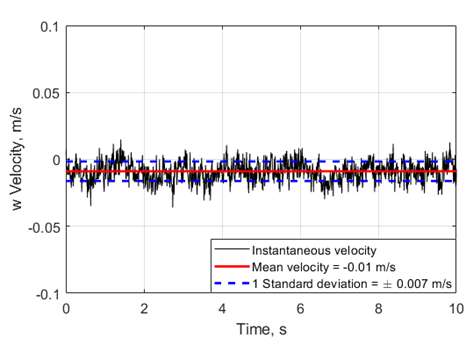 0.1
0.05
0
-0.05
-0.1
w Velocity, m/s
Instantaneous velocity
Mean velocity = -0.01 m/s
1 Standard deviation = ± 0.007 m/s
0 2 4 6 8 10
Time, s